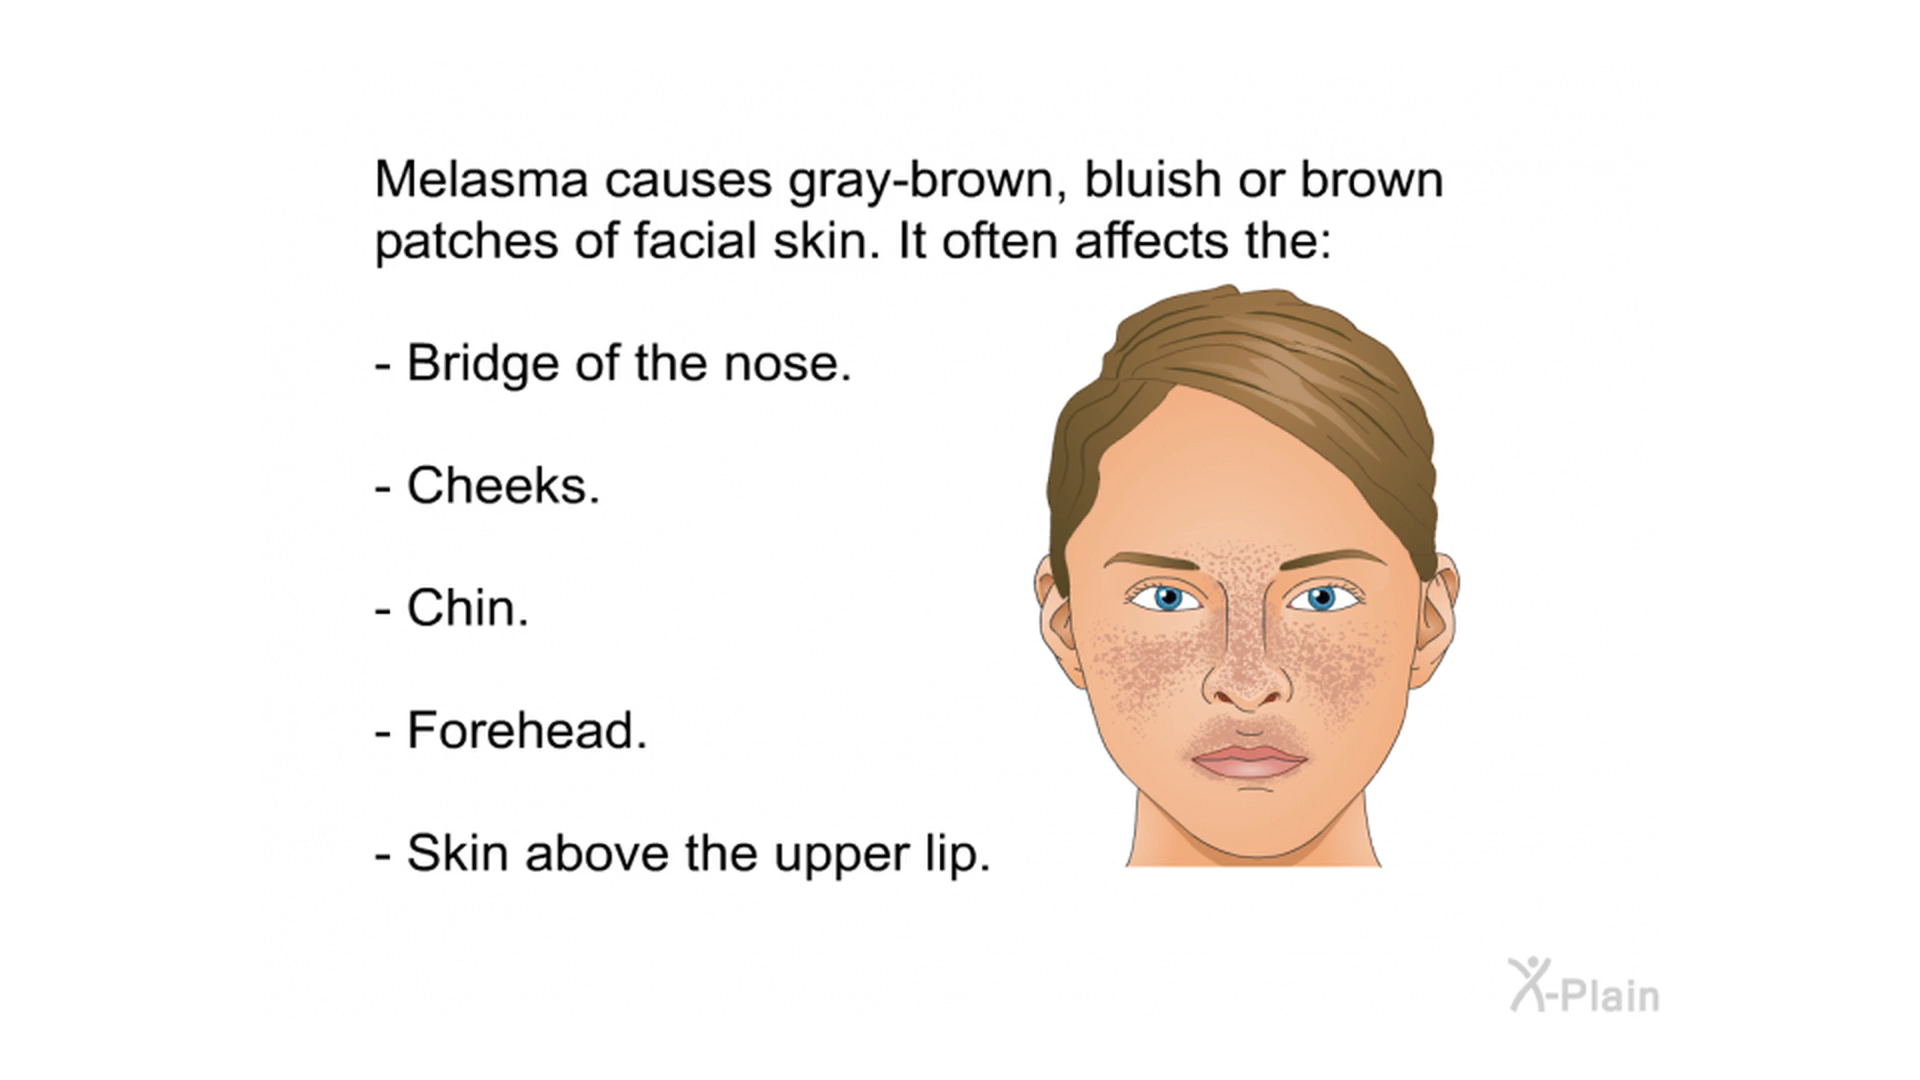 Melasma causes gray-brown, bluish or brown
patches of facial skin. It often affects the:
- Bridge of the nose.
- Cheeks.
- Chin.
- Forehead.
- Skin above the upper lip.
X-Plain